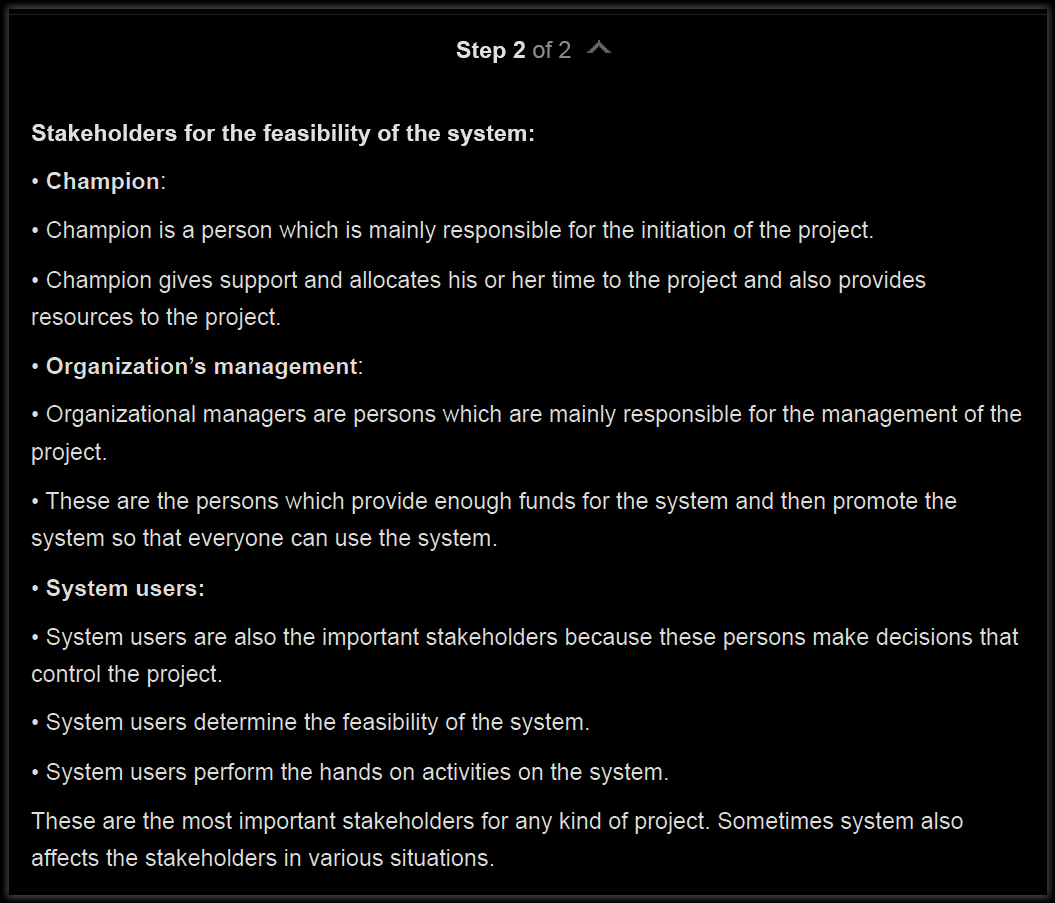 Step 2 of 2
Stakeholders for the feasibility of the system:
• Champion:
• Champion is a person which is mainly responsible for the initiation of the project.
• Champion gives support and allocates his or her time to the project and also provides
resources to the project.
• Organization’s management:
• Organizational managers are persons which are mainly responsible for the management of the
project.
• These are the persons which provide enough funds for the system and then promote the
system so that everyone can use the system.
• System users:
• System users are also the important stakeholders because these persons make decisions that
control the project.
• System users determine the feasibility of the system.
• System users perform the hands on activities on the system.
These are the most important stakeholders for any kind of project. Sometimes system also
affects the stakeholders in various situations.